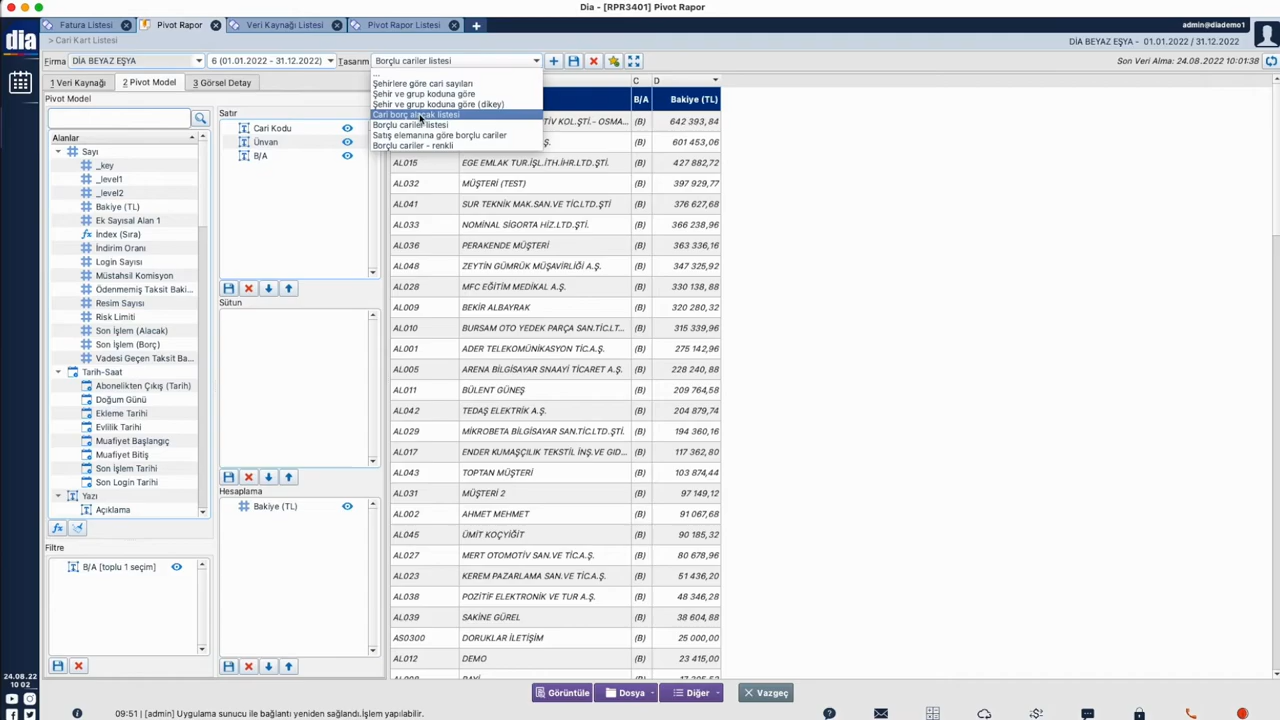 Dia - [RPR3401] Pivot Rapor
Fatura Listesi
Pivot Rapor
Veri Kaynağı Listesi
Pivot Rapor Listesi
admin@diademo1
dia
> Cari Kart Listesi
DİA BEYAZ EŞYA - 01.01.2022 / 31.12.2022
Firma
DİA BEYAZ EŞYA
6 (01.01.2022 - 31.12.2022)
Tasarım
Borçlu cariler listesi
Son Veri Alma: 24.08.2022 10:01:38
1 Veri Kaynağı
2 Pivot Model
3 Görsel Detay
...
Şehirlere göre cari sayıları
Şehir ve grup koduna göre
Şehir ve grup koduna göre (dikey)
Cari borç alacak listesi
Borçlu cariler listesi
Satış elemanına göre borçlu cariler
Borçlu cariler - renkli
Pivot Model
Alanlar
Sayı
_key
_level1
_level2
Bakiye (TL)
Ek Sayısal Alan 1
İndex (Sıra)
İndirim Oranı
Login Sayısı
Müstahsil Komisyon
Ödenmemiş Taksit Baki...
Resim Sayısı
Risk Limiti
Son İşlem (Alacak)
Son İşlem (Borç)
Vadesi Geçen Taksit Ba...
Tarih-Saat
Abonelikten Çıkış (Tarih)
Doğum Günü
Ekleme Tarihi
Evlilik Tarihi
Muafiyet Başlangıç
Muafiyet Bitiş
Son İşlem Tarihi
Son Login Tarihi
Yazı
Açıklama
Filtre
B/A [toplu 1 seçim]
Satır
Cari Kodu
Ünvan
B/A
Sütun
Hesaplama
Bakiye (TL)
C
D
B/A
Bakiye (TL)
TİV KOL.ŞTİ.- OSMA... (B) 642 393,84
Ş. (B) 601 453,06
AL015 EGE EMLAK TUR.İŞL.İTH.İHR.LTD.ŞTİ. (B) 427 882,72
AL032 MÜŞTERİ (TEST) (B) 397 929,77
AL041 SUR TEKNİK MAK.SAN.VE TİC.LTD.ŞTİ (B) 376 627,68
AL033 NOMİNAL SİGORTA HİZ.LTD.ŞTİ. (B) 366 238,96
AL036 PERAKENDE MÜŞTERİ (B) 363 336,16
AL048 ZEYTİN GÜMRÜK MÜŞAVİRLİĞİ A.Ş. (B) 347 325,92
AL028 MFC EĞİTİM MEDİKAL A.Ş. (B) 330 138,88
AL009 BEKİR ALBAYRAK (B) 320 280,32
AL010 BURSAM OTO YEDEK PARÇA SAN.TİC.LT... (B) 315 339,96
AL001 ADER TELEKOMÜNİKASYON TİC.A.Ş. (B) 275 142,96
AL005 ARENA BİLGİSAYAR SNAAYİ TİCARET A.Ş. (B) 228 240,88
AL011 BÜLENT GÜNEŞ (B) 209 764,58
AL042 TEDAŞ ELEKTRİK A.Ş. (B) 204 879,74
AL029 MİKROBETA BİLGİSAYAR SAN.TİC.LTD.ŞTİ. (B) 194 360,16
AL017 ENDER KUMAŞÇILIK TEKSTİL İNŞ.VE GID... (B) 117 362,80
AL043 TOPTAN MÜŞTERİ (B) 103 874,44
AL031 MÜŞTERİ 2 (B) 97 149,12
AL002 AHMET MEHMET (B) 91 067,68
AL045 ÜMİT KOÇYİĞİT (B) 90 185,32
AL027 MERT OTOMOTİV SAN.VE TİC.A.Ş. (B) 80 678,96
AL023 KEREM PAZARLAMA SAN.VE TİC.A.Ş. (B) 51 436,20
AL038 POZİTİF ELEKTRONİK VE TUR A.Ş. (B) 48 346,28
AL039 SAKİNE GÜREL (B) 38 604,88
AS0300 DORUKLAR İLETİŞİM (B) 25 000,00
AL012 DEMO (B) 23 415,00
Görüntüle
Dosya
Diğer
Vazgeç
24.08.22
10 02
09:51 | [admin] Uygulama sunucu ile bağlantı yeniden sağlandı.İşlem yapılabilir.